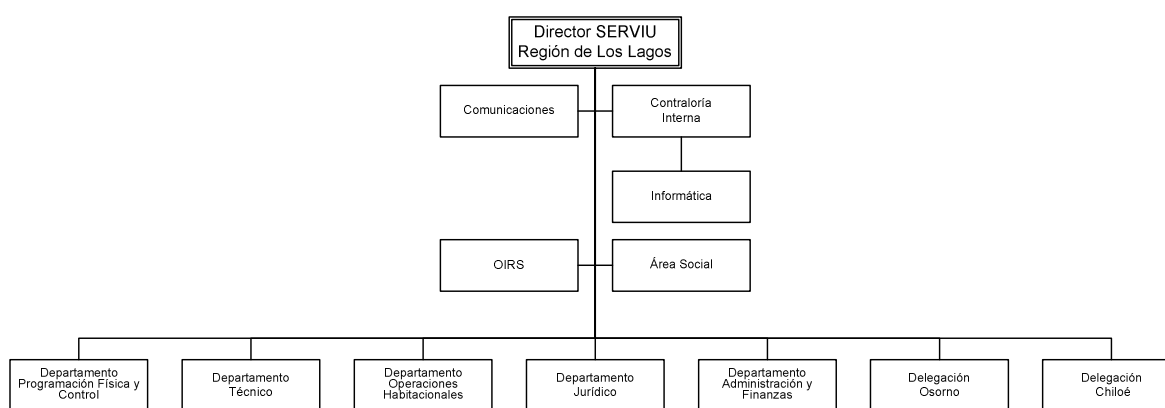 Director SERVIU
Región de Los Lagos
Comunicaciones
Contraloría
Interna
Informática
OIRS
Área Social
Departamento
Programación Física y
Control
Departamento
Técnico
Departamento
Operaciones
Habitacionales
Departamento
Jurídico
Departamento
Administración y
Finanzas
Delegación
Osorno
Delegación
Chiloé